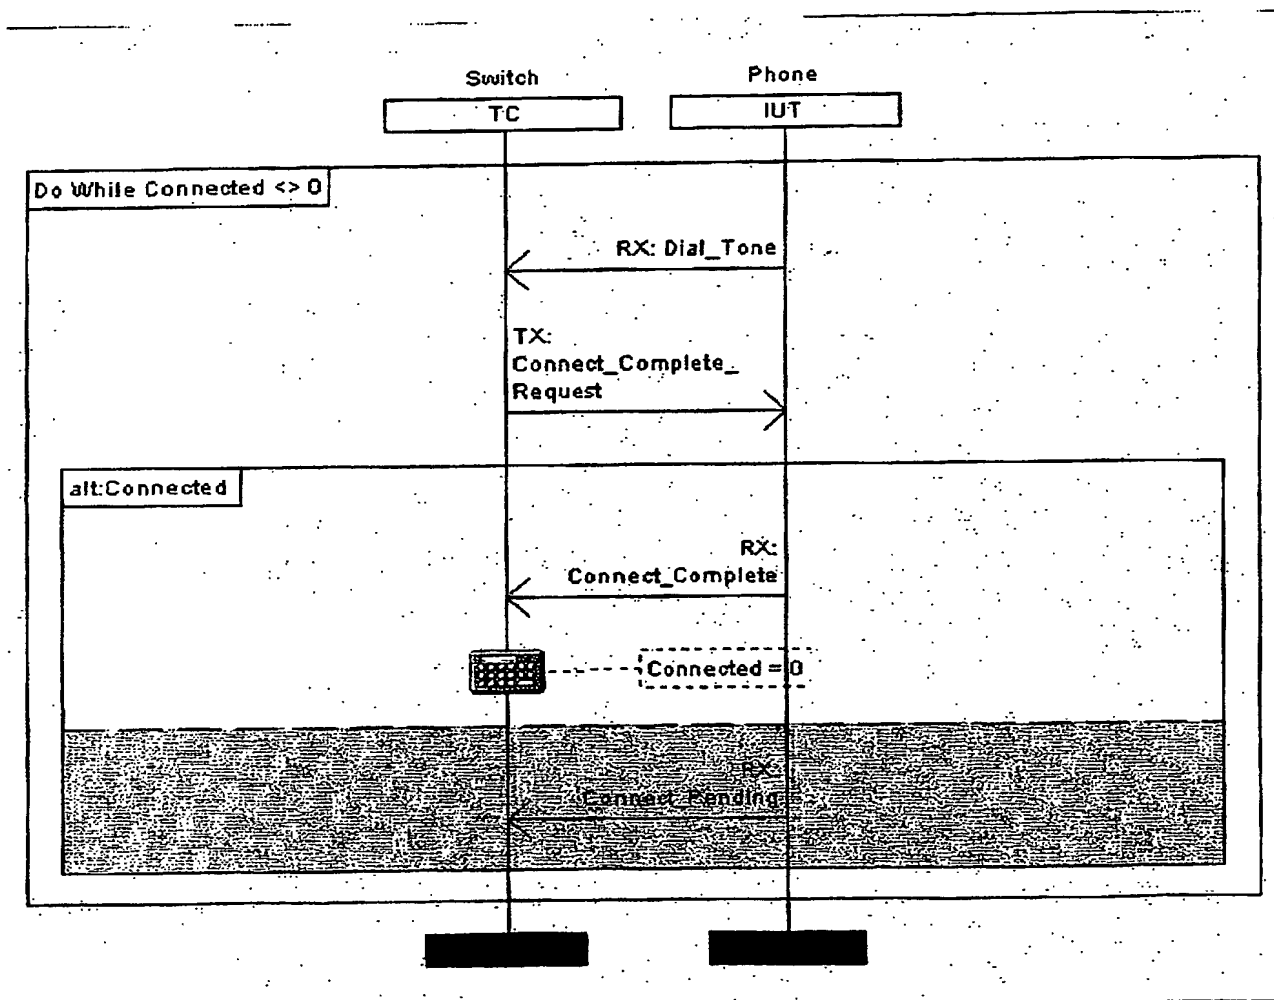 Switch
Phone
TC
IUT
Do While Connected <> 0
RX: Dial_Tone
TX:
Connect_Complete_
Request
alt:Connected
RX:
Connect_Complete
Connected = 0
RX:
Connect_Pending